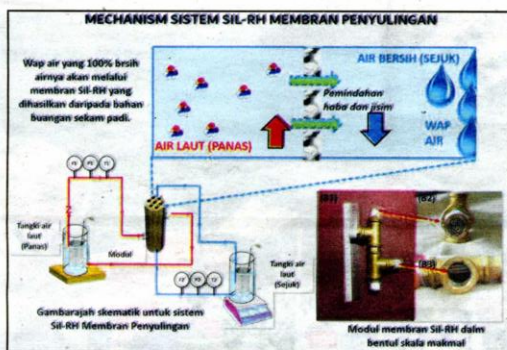 MECHANISM SISTEM SIL-RH MEMBRAN PENYULINGAN
Wap air yang 100% brsih
airnya akan melalui
membran Sil-RH yang
dihasilkan daripada bahan
buangan sekam padi.
AIR BERSIH (SEJUK)
Pemindahan
haba dan jisim
AIR LAUT (PANAS)
WAP
AIR
Tangki air
laut
(Panas)
Modul
Tangki air
laut
(Sejuk)
Gambarajah skematik untuk sistem
Sil-RH Membran Penyulingan
(B1)
(B2)
(B3)
Modul membran Sil-RH dalm
bentul skala makmal